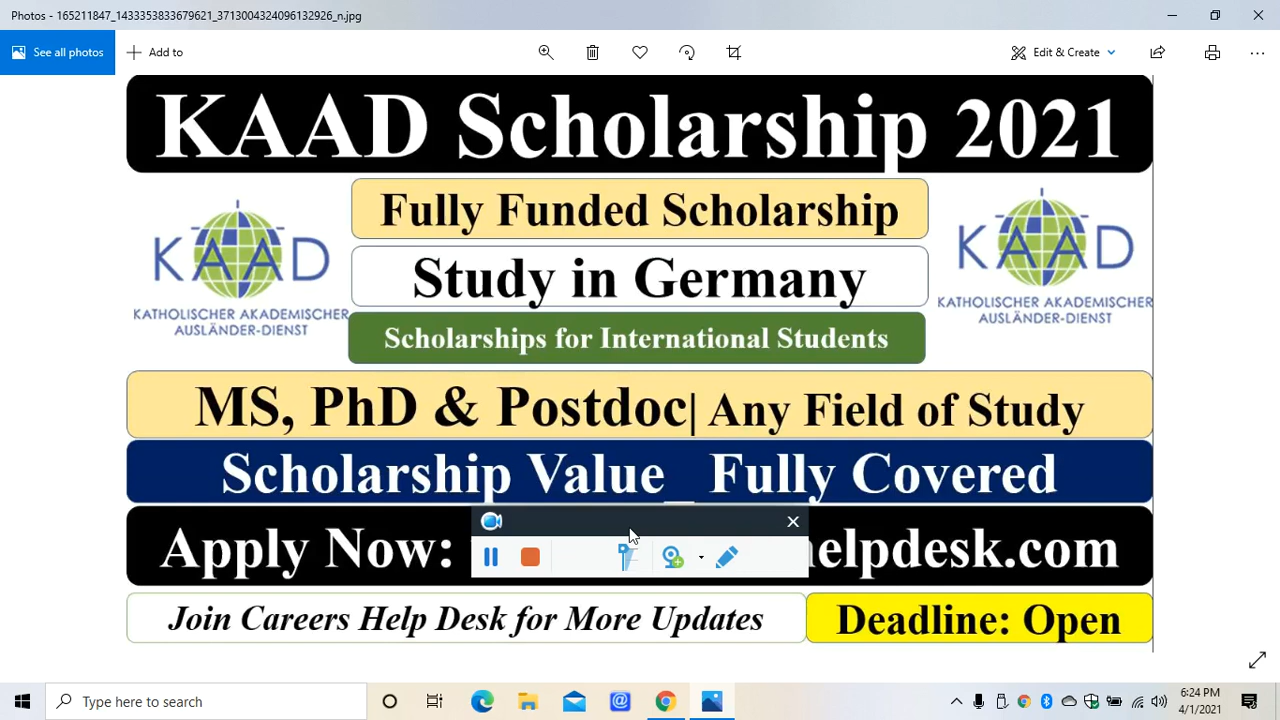 Photos - 165211847_1433353833679621_3713004324096132926_n.jpg
See all photos
Add to
Edit & Create
KAAD Scholarship 2021
Fully Funded Scholarship
Study in Germany
Scholarships for International Students
KAAD
KATHOLISCHER AKADEMISCHER
AUSLÄNDER-DIENST
KAAD
KATHOLISCHER AKADEMISCHER
AUSLÄNDER-DIENST
MS, PhD & Postdoc| Any Field of Study
Scholarship Value_ Fully Covered
Apply Now: helpdesk.com
Join Careers Help Desk for More Updates
Deadline: Open
Type here to search
6:24 PM
4/1/2021